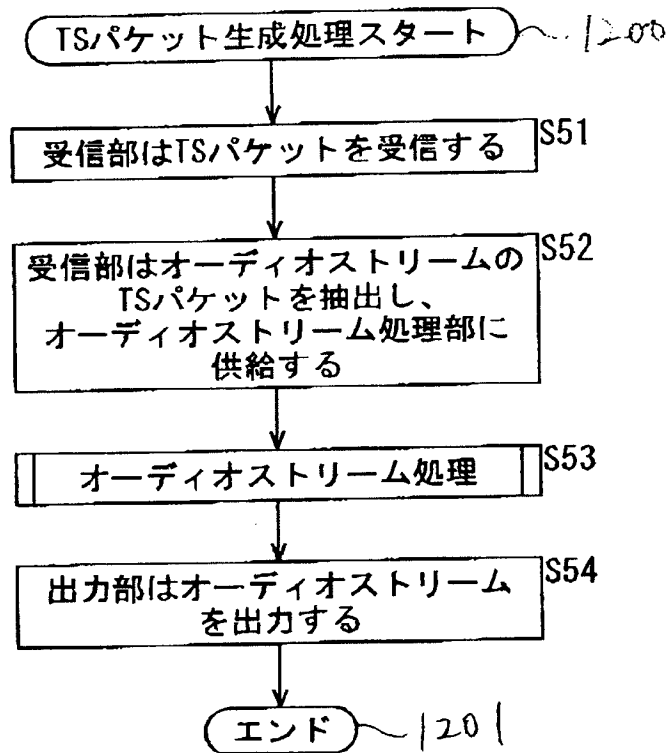 TSパケット生成処理スタート
1200
受信部はTSパケットを受信する
S51
受信部はオーディオストリームの
TSパケットを抽出し、
オーディオストリーム処理部に
供給する
S52
オーディオストリーム処理
S53
出力部はオーディオストリーム
を出力する
S54
エンド
1201